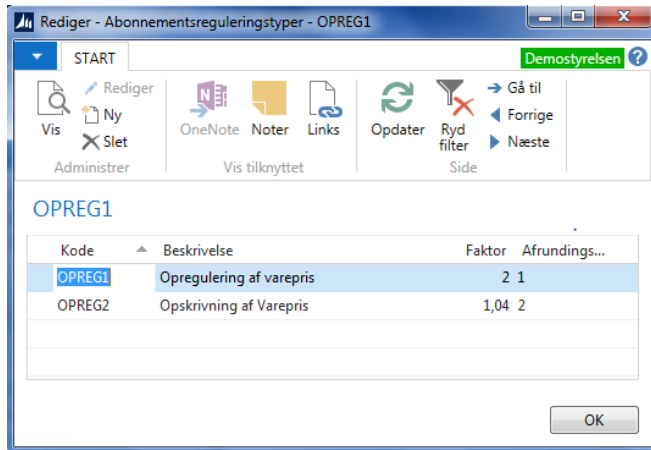 Rediger - Abonnementsreguleringstyper - OPREG1
START
Demostyrelsen
Vis
Rediger
Ny
Slet
OneNote
Noter
Links
Opdater
Ryd
filter
Gå til
Forrige
Næste
Administrer
Vis tilknyttet
Side
OPREG1
Kode Beskrivelse Faktor Afrundings...
OPREG1 Opregulering af varepris 2 1
OPREG2 Opskrivning af Varepris 1,04 2
OK